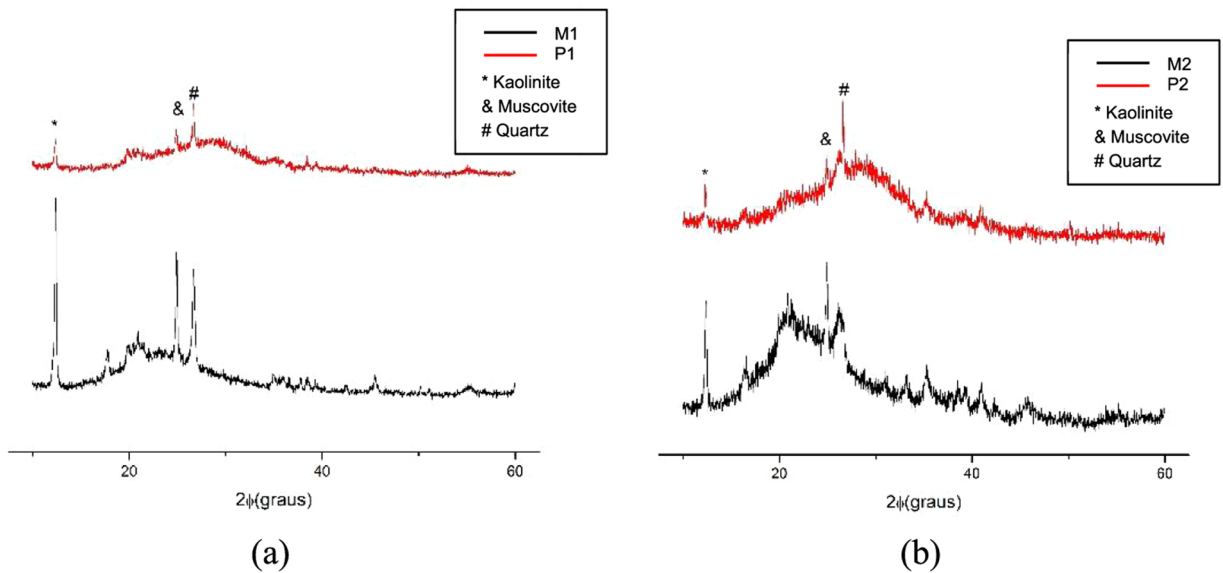 M1
P1
* Kaolinite
& Muscovite
# Quartz
*
&
#
20
40
60
2ϕ(graus)
(a)
M2
P2
* Kaolinite
& Muscovite
# Quartz
*
&
#
20
40
60
2ϕ(graus)
(b)